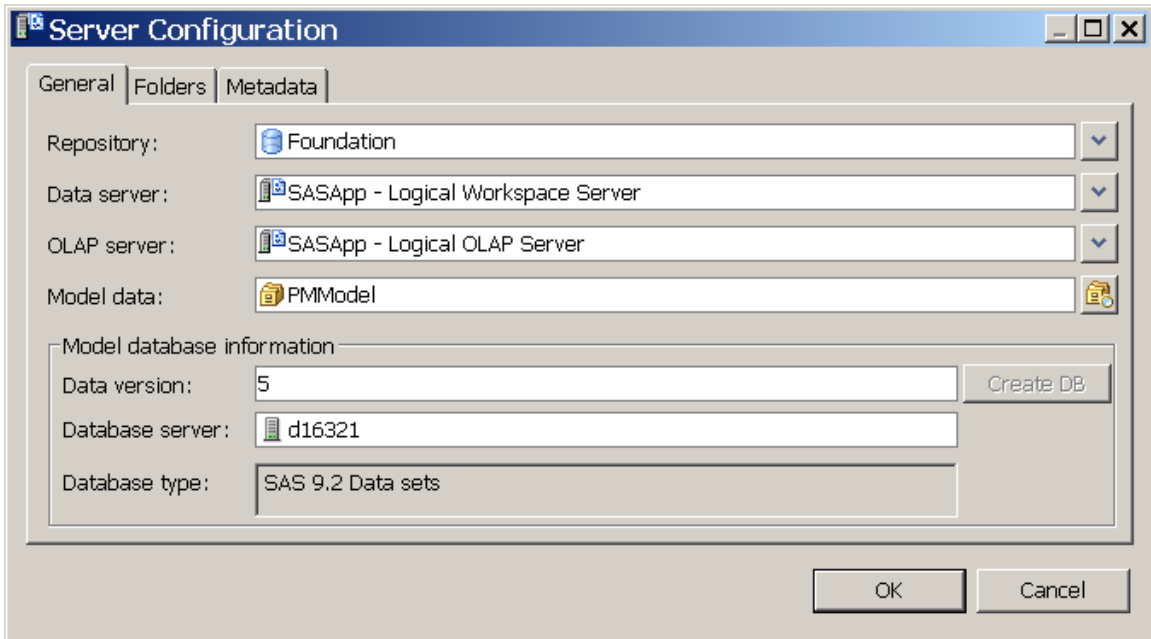 Server Configuration
General Folders Metadata
Repository: Foundation
Data server: SASApp - Logical Workspace Server
OLAP server: SASApp - Logical OLAP Server
Model data: PMModel
Model database information
Data version: 5 Create DB
Database server: d16321
Database type: SAS 9.2 Data sets
OK Cancel